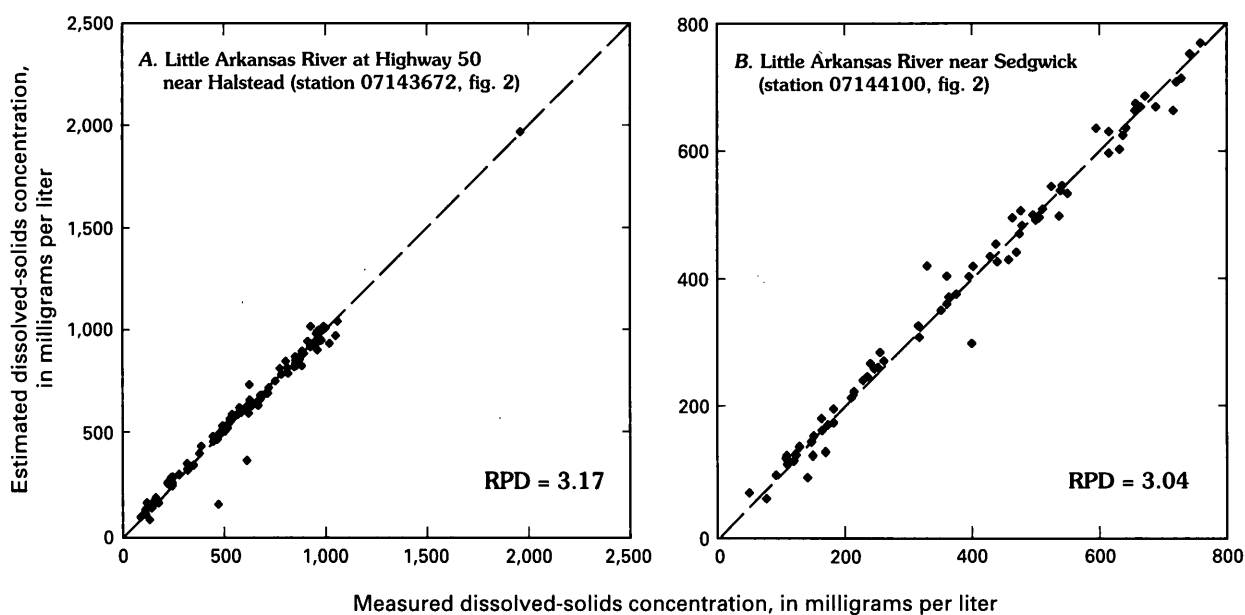 Estimated dissolved-solids concentration,
in milligrams per liter
2,500
2,000
1,500
1,000
500
0
A. Little Arkansas River at Highway 50
near Halstead (station 07143672, fig. 2)
RPD = 3.17
0 500 1,000 1,500 2,000 2,500
800
600
400
200
0
B. Little Arkansas River near Sedgwick
(station 07144100, fig. 2)
RPD = 3.04
0 200 400 600 800
Measured dissolved-solids concentration, in milligrams per liter